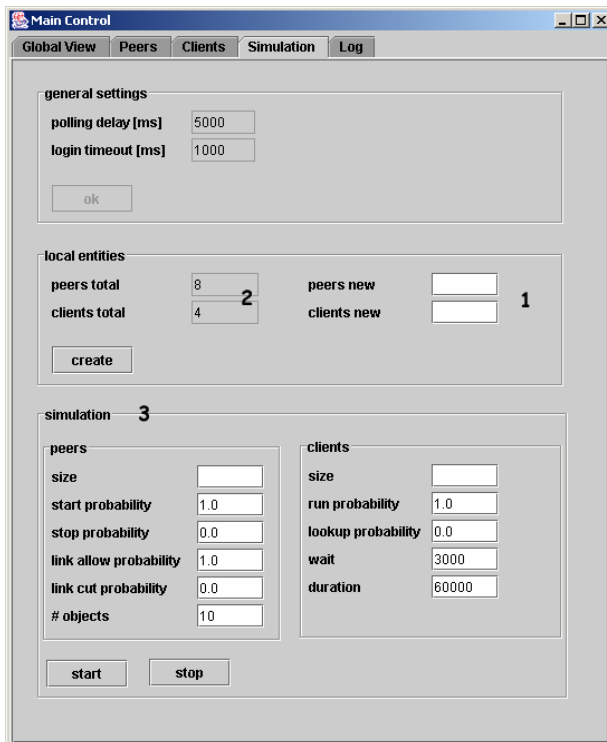 Main Control
Global View Peers Clients Simulation Log
general settings
polling delay [ms] 5000
login timeout [ms] 1000
ok
local entities
peers total 8 peers new
2 1
clients total 4 clients new
create
simulation 3
peers clients
size size
start probability 1.0 run probability 1.0
stop probability 0.0 lookup probability 0.0
link allow probability 1.0 wait 3000
link cut probability 0.0 duration 60000
# objects 10
start stop